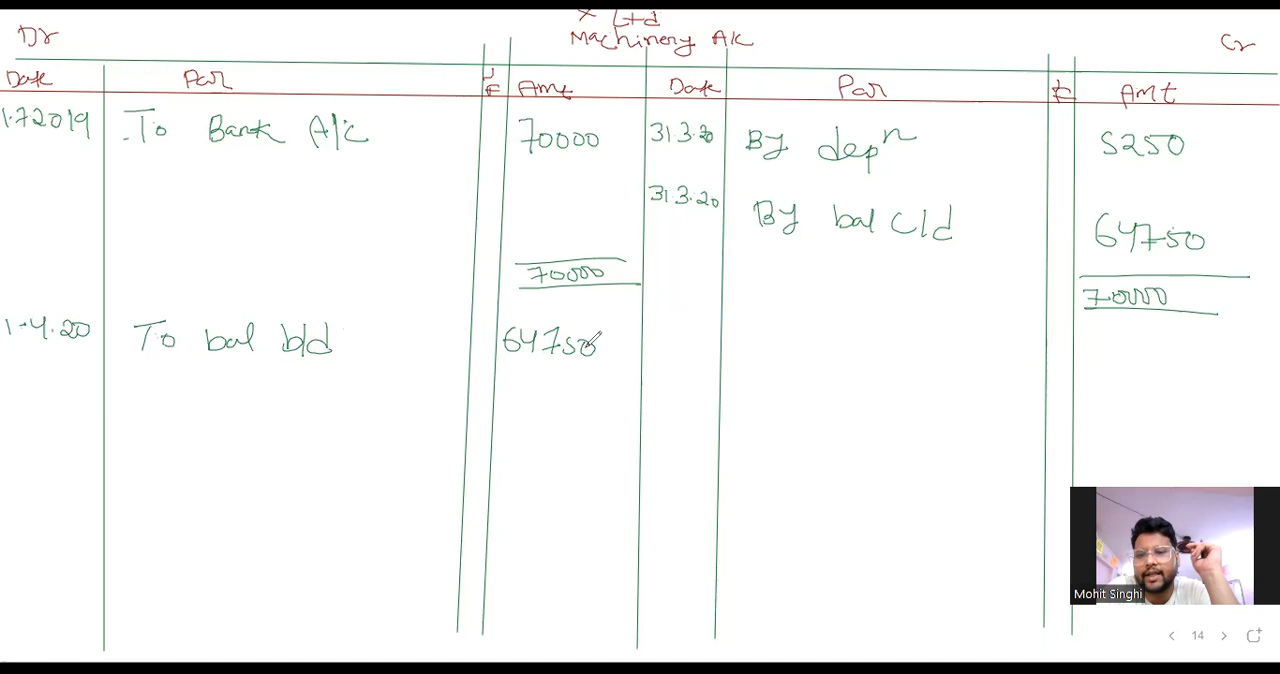 X Ltd
Dr Machinery A/c Cr
Date Par J F Amt Date Par Amt
1.7.2019 To Bank A/c 70000 31.3.20 By depn 5250
31.3.20 By bal c/d 64750
70000 70000
1.4.20 To bal b/d 64750
Mohit Singhi
14